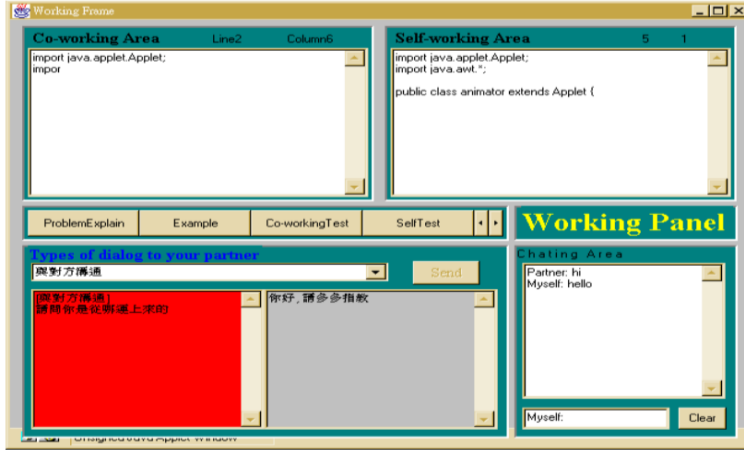 Working Frame
Co-working Area Line2 Column6
import java.applet.Applet;
impor
Self-working Area 5 1
import java.applet.Applet;
import java.awt.*;
public class animator extends Applet {
ProblemExplain Example Co-workingTest SelfTest
Working Panel
Types of dialog to your partner
與對方溝通
Send
[與對方溝通]
請問你是從哪邊上來的
你好,請多多指教
Chating Area
Partner: hi
Myself: hello
Myself:
Clear
Unsigned Java Applet Window